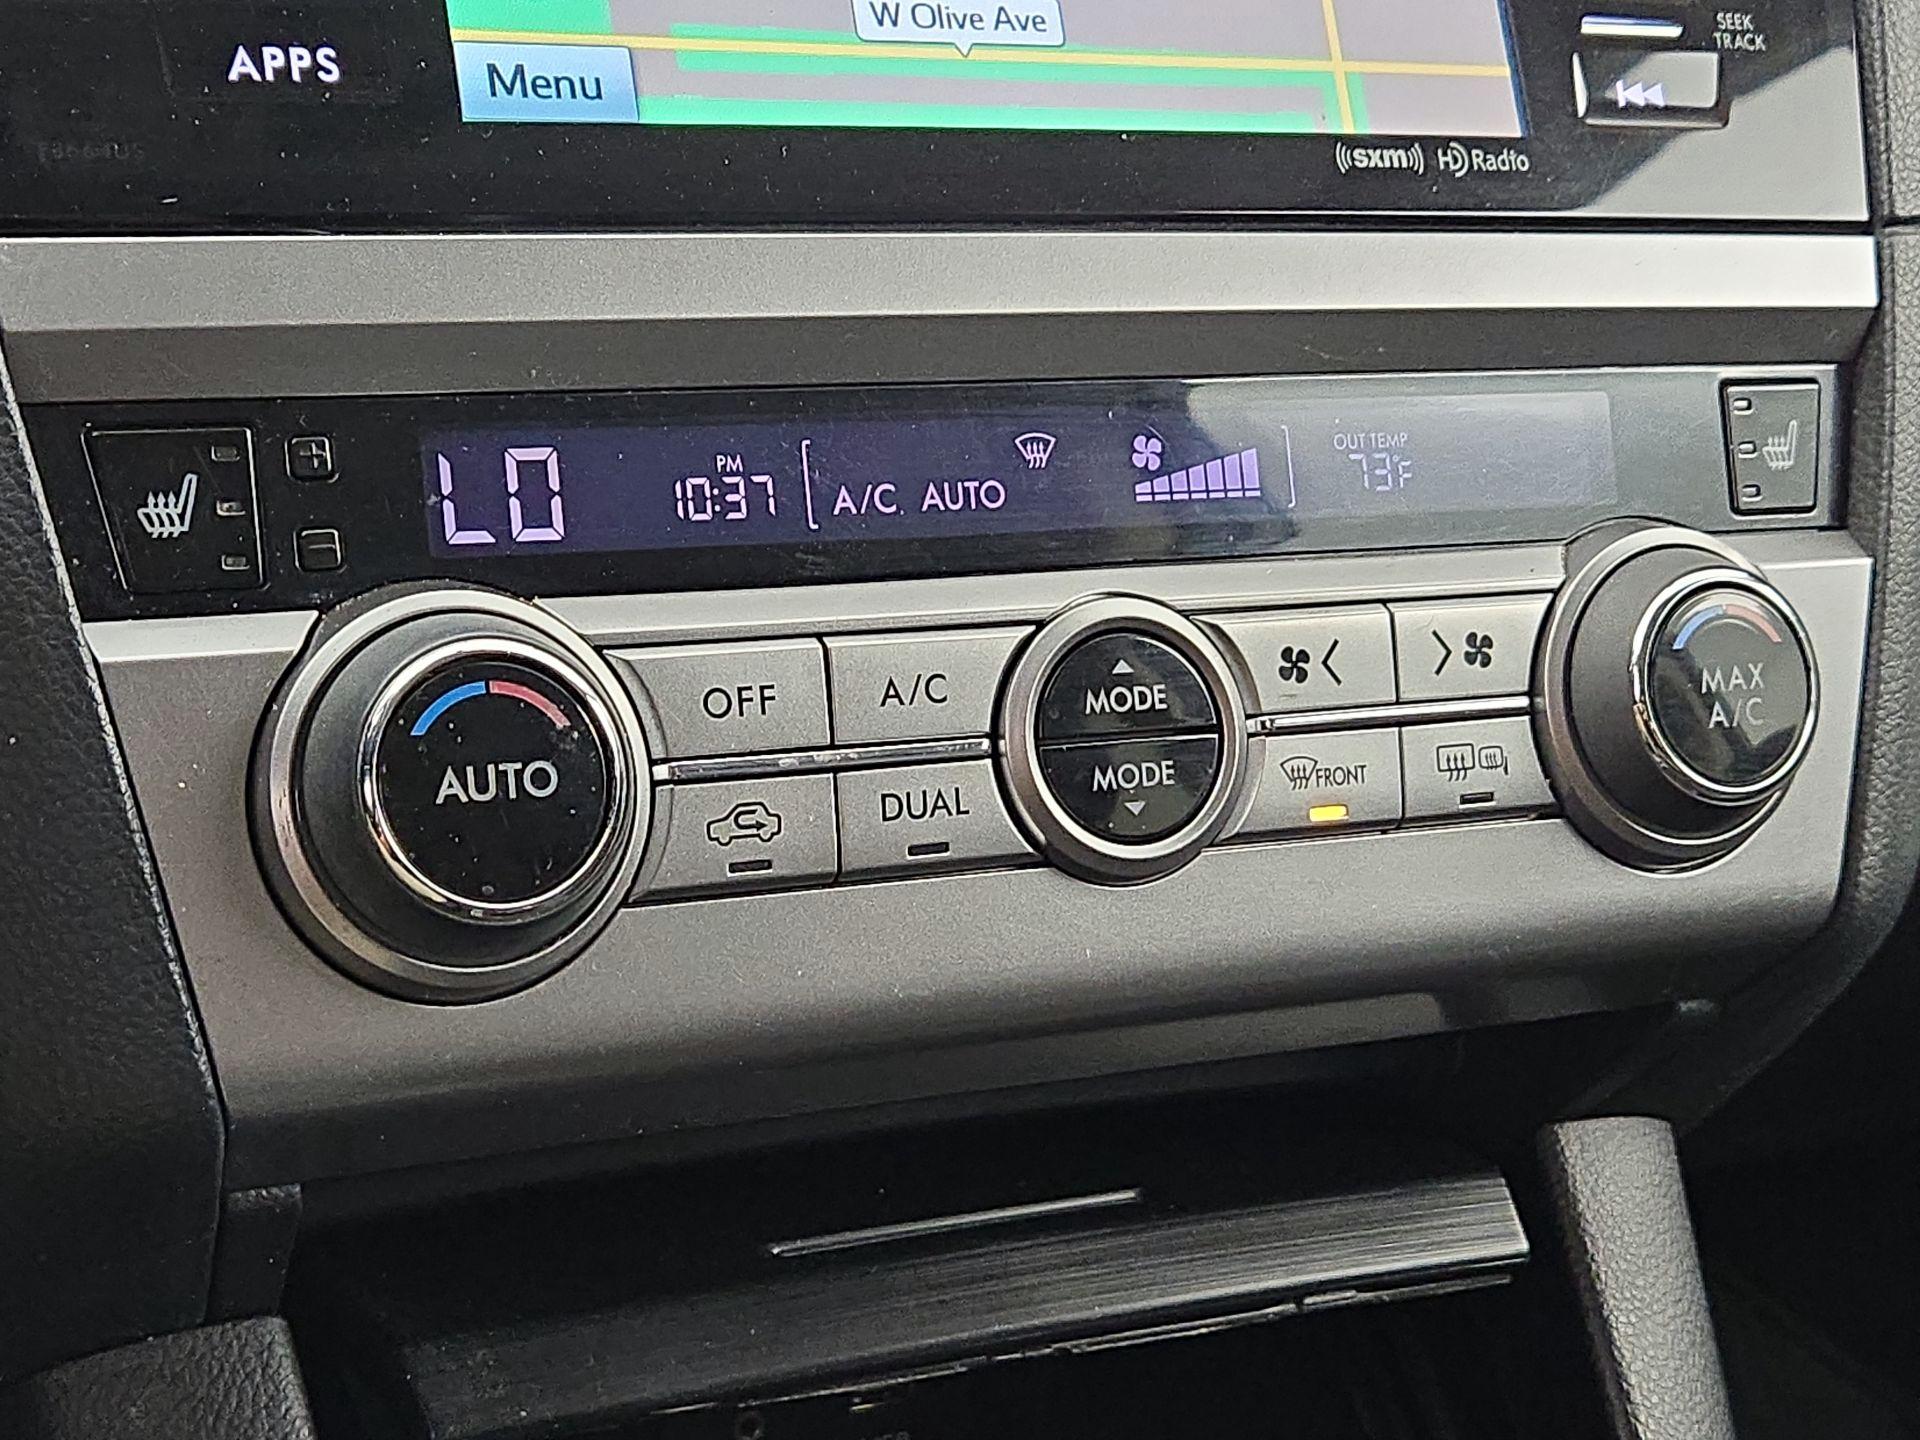 W Olive Ave
SEEK
TRACK
APPS
Menu
((sxm)) HD Radio
LO
PM
10:37
A/C AUTO
OUT TEMP
73°F
AUTO
OFF
A/C
DUAL
MODE
MODE
FRONT
MAX
A/C